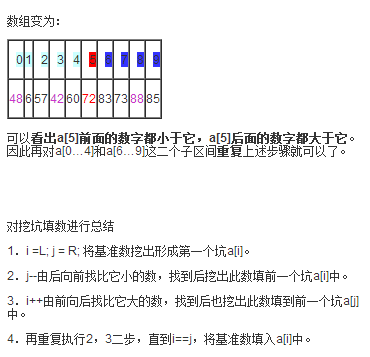 数组变为：
0 1 2 3 4 5 6 7 8 9
48 6 57 42 60 72 83 73 88 85
可以看出a[5]前面的数字都小于它，a[5]后面的数字都大于它。
因此再对a[0…4]和a[6…9]这二个子区间重复上述步骤就可以了。
对挖坑填数进行总结
1．i =L; j = R; 将基准数挖出形成第一个坑a[i]。
2．j--由后向前找比它小的数，找到后挖出此数填前一个坑a[i]中。
3．i++由前向后找比它大的数，找到后也挖出此数填到前一个坑a[j]
中。
4．再重复执行2，3二步，直到i==j，将基准数填入a[i]中。